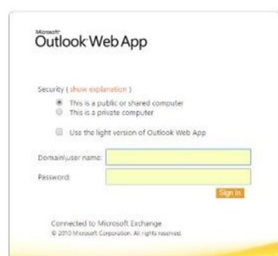 Microsoft®
Outlook Web App
Security ( show explanation )
This is a public or shared computer
This is a private computer
Use the light version of Outlook Web App
Domain\user name:
Password:
Sign in
Connected to Microsoft Exchange
© 2010 Microsoft Corporation. All rights reserved.